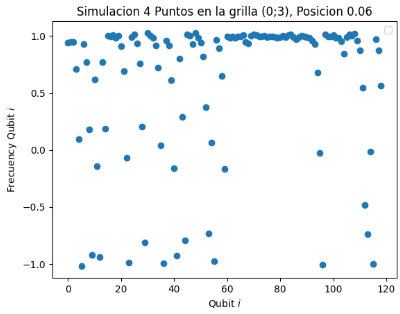 Simulacion 4 Puntos en la grilla (0;3), Posicion 0.06
1.0
0.5
0.0
−0.5
−1.0
Frecuency Qubit i
0 20 40 60 80 100 120
Qubit i